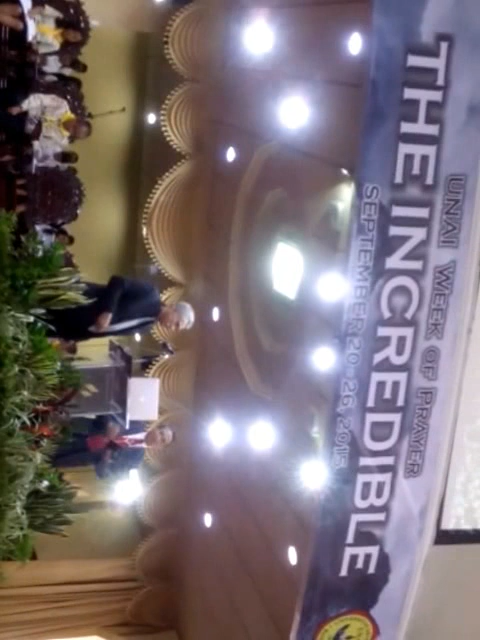 UNAI WEEK OF PRAYER
THE INCREDIBLE
SEPTEMBER 20-26, 2015